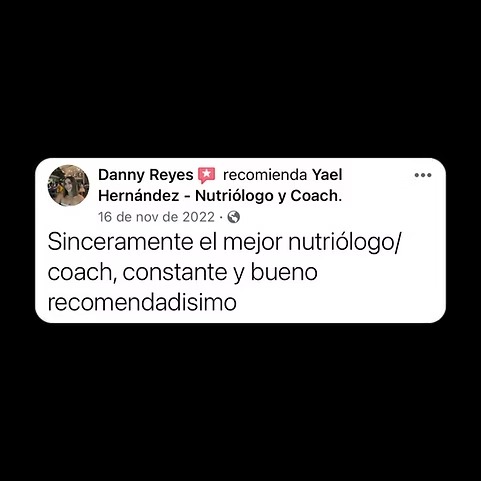 Danny Reyes recomienda Yael
Hernández - Nutriólogo y Coach.
16 de nov de 2022 ·
Sinceramente el mejor nutriólogo/
coach, constante y bueno
recomendadisimo